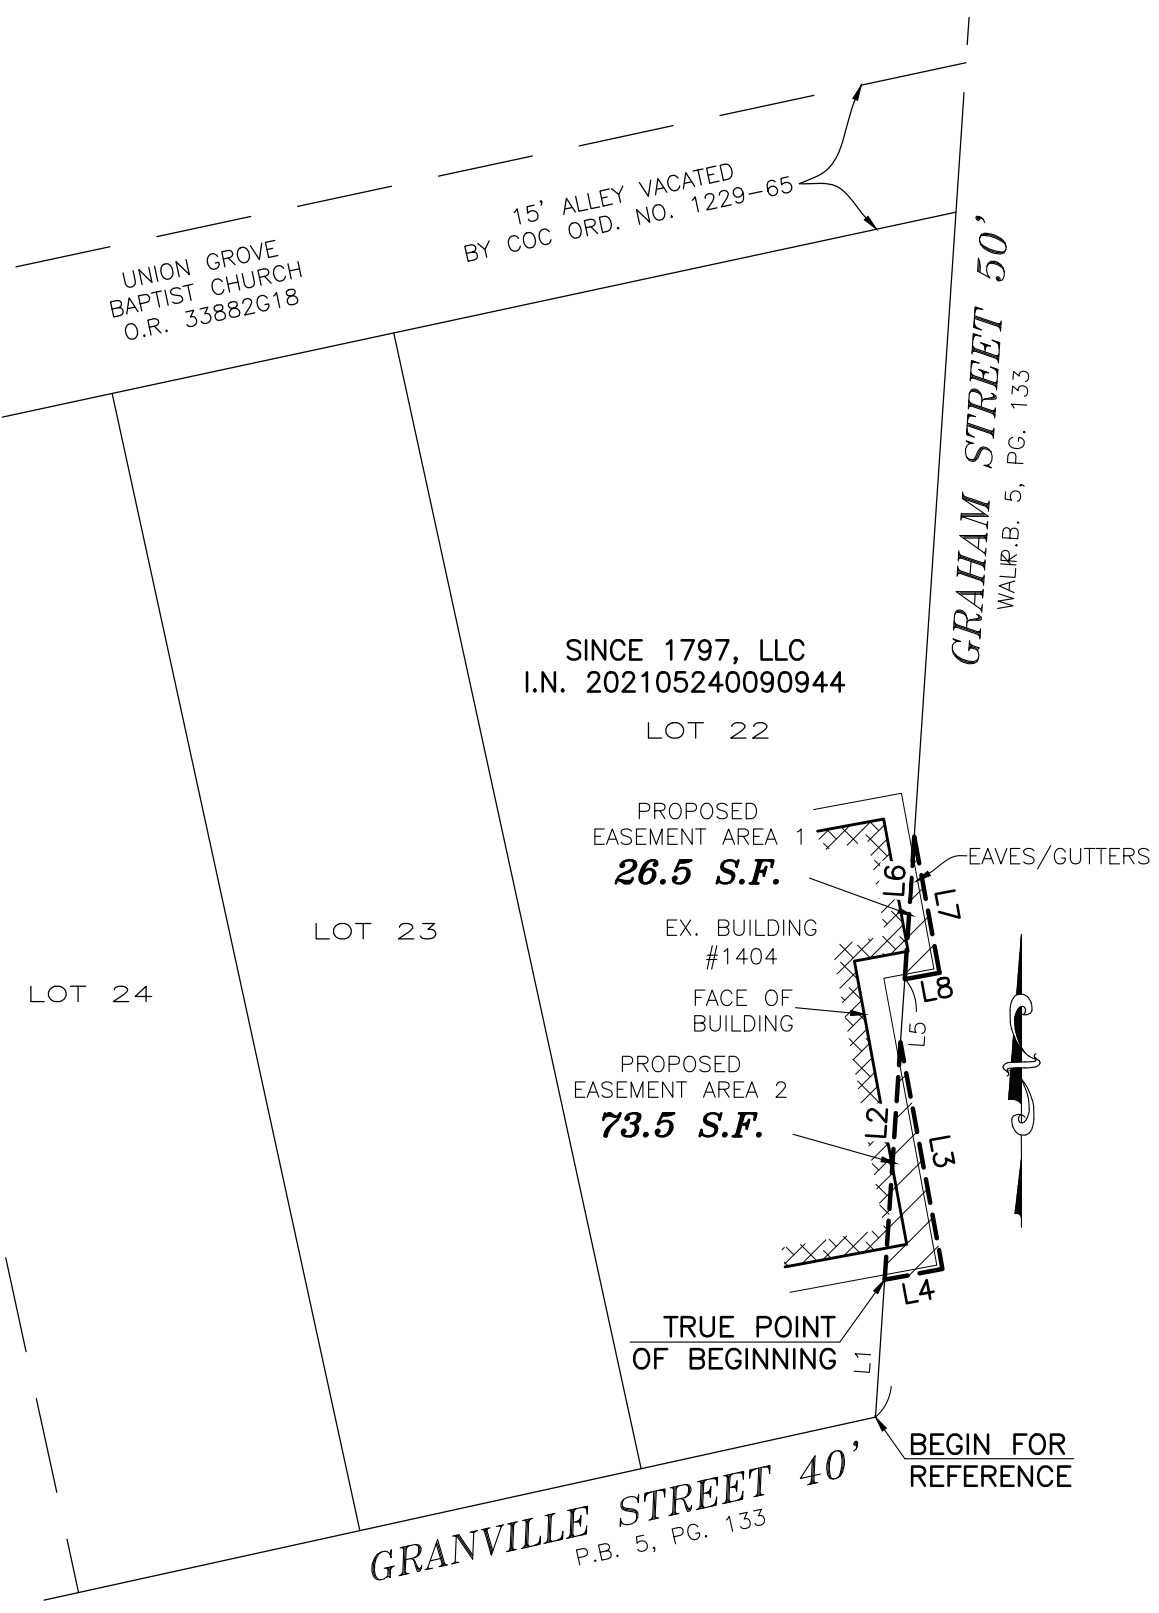 15' ALLEY VACATED
BY COC ORD. NO. 1229-65
UNION GROVE
BAPTIST CHURCH
O.R. 33882G18
GRAHAM STREET 50'
P.B. 5, PG. 133
SINCE 1797, LLC
I.N. 202105240090944
LOT 22
PROPOSED
EASEMENT AREA 1
26.5 S.F.
EAVES/GUTTERS
L6
L7
LOT 23
EX. BUILDING
#1404
LOT 24
L8
FACE OF
BUILDING
L5
PROPOSED
EASEMENT AREA 2
73.5 S.F.
L2
L3
L4
TRUE POINT
OF BEGINNING
L1
BEGIN FOR
REFERENCE
GRANVILLE STREET 40'
P.B. 5, PG. 133